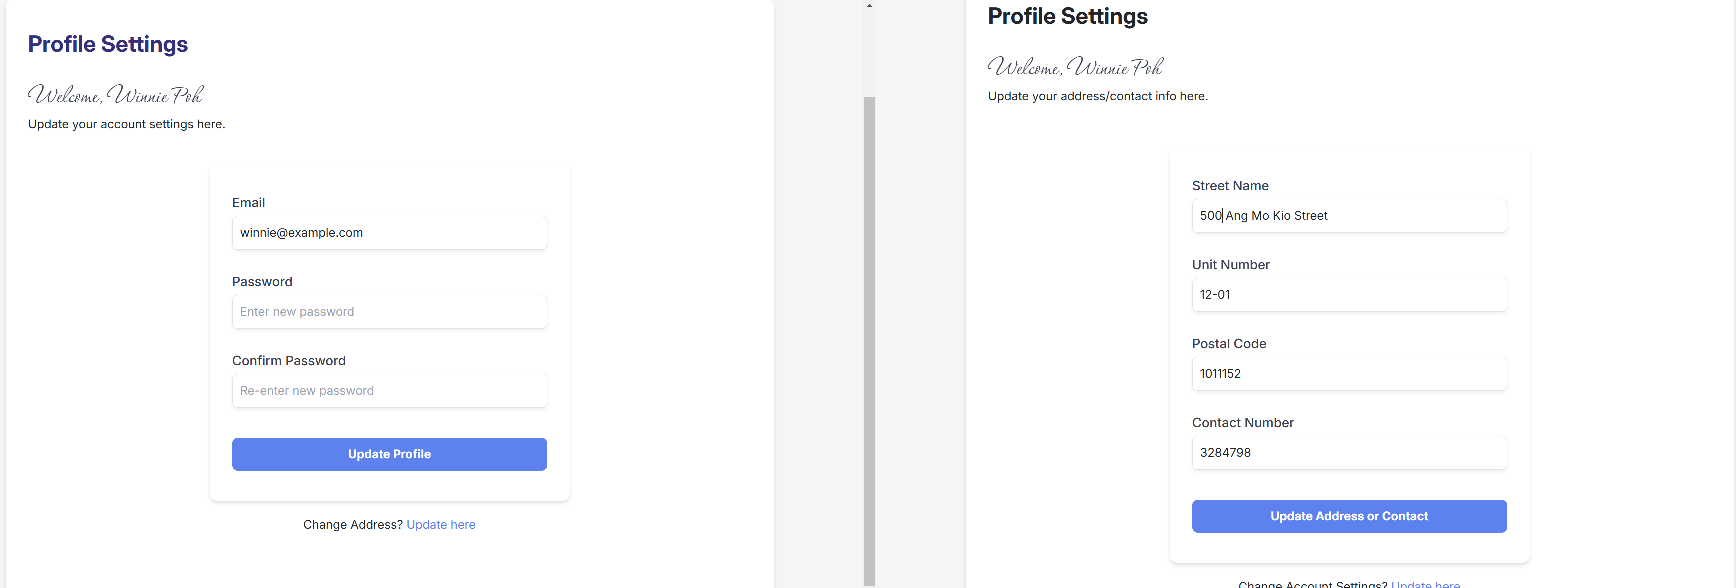 Profile Settings
Welcome, Winnie Poh
Update your account settings here.
Email
winnie@example.com
Password
Enter new password
Confirm Password
Re-enter new password
Update Profile
Change Address? Update here
Profile Settings
Welcome, Winnie Poh
Update your address/contact info here.
Street Name
500 Ang Mo Kio Street
Unit Number
12-01
Postal Code
1011152
Contact Number
3284798
Update Address or Contact
Change Account Settings? Update here